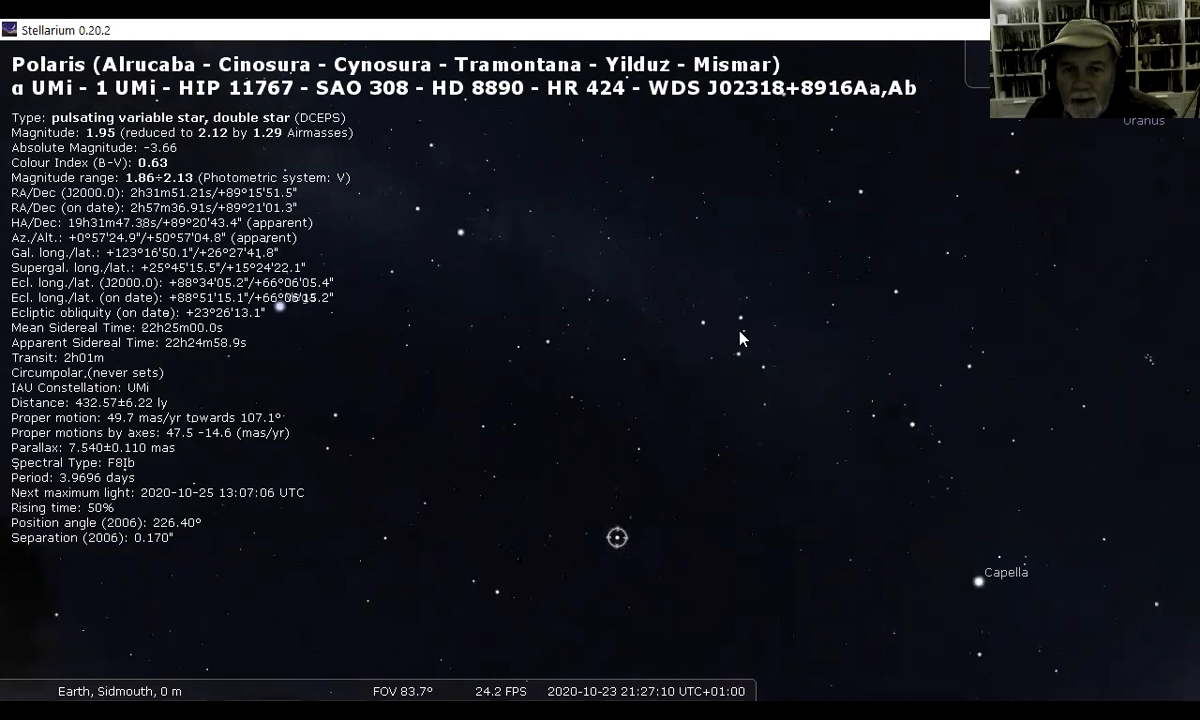 Stellarium 0.20.2
Polaris (Alrucaba - Cinosura - Cynosura - Tramontana - Yilduz - Mismar)
α UMi - 1 UMi - HIP 11767 - SAO 308 - HD 8890 - HR 424 - WDS J02318+8916Aa,Ab
Type: pulsating variable star, double star (DCEPS)
Magnitude: 1.95 (reduced to 2.12 by 1.29 Airmasses)
Absolute Magnitude: -3.66
Colour Index (B-V): 0.63
Magnitude range: 1.86÷2.13 (Photometric system: V)
RA/Dec (J2000.0): 2h31m51.21s/+89°15'51.5"
RA/Dec (on date): 2h57m36.91s/+89°21'01.3"
HA/Dec: 19h31m47.38s/+89°20'43.4" (apparent)
Az./Alt.: +0°57'24.9"/+50°57'04.8" (apparent)
Gal. long./lat.: +123°16'50.1"/+26°27'41.8"
Supergal. long./lat.: +25°45'15.5"/+15°24'22.1"
Ecl. long./lat. (J2000.0): +88°34'05.2"/+66°06'05.4"
Ecl. long./lat. (on date): +88°51'15.1"/+66°06'15.2"
Ecliptic obliquity (on date): +23°26'13.1"
Mean Sidereal Time: 22h25m00.0s
Apparent Sidereal Time: 22h24m58.9s
Transit: 2h01m
Circumpolar (never sets)
IAU Constellation: UMi
Distance: 432.57±6.22 ly
Proper motion: 49.7 mas/yr towards 107.1°
Proper motions by axes: 47.5 -14.6 (mas/yr)
Parallax: 7.540±0.110 mas
Spectral Type: F8Ib
Period: 3.9696 days
Next maximum light: 2020-10-25 13:07:06 UTC
Rising time: 50%
Position angle (2006): 226.40°
Separation (2006): 0.170"
Uranus
Capella
Earth, Sidmouth, 0 m FOV 83.7° 24.2 FPS 2020-10-23 21:27:10 UTC+01:00